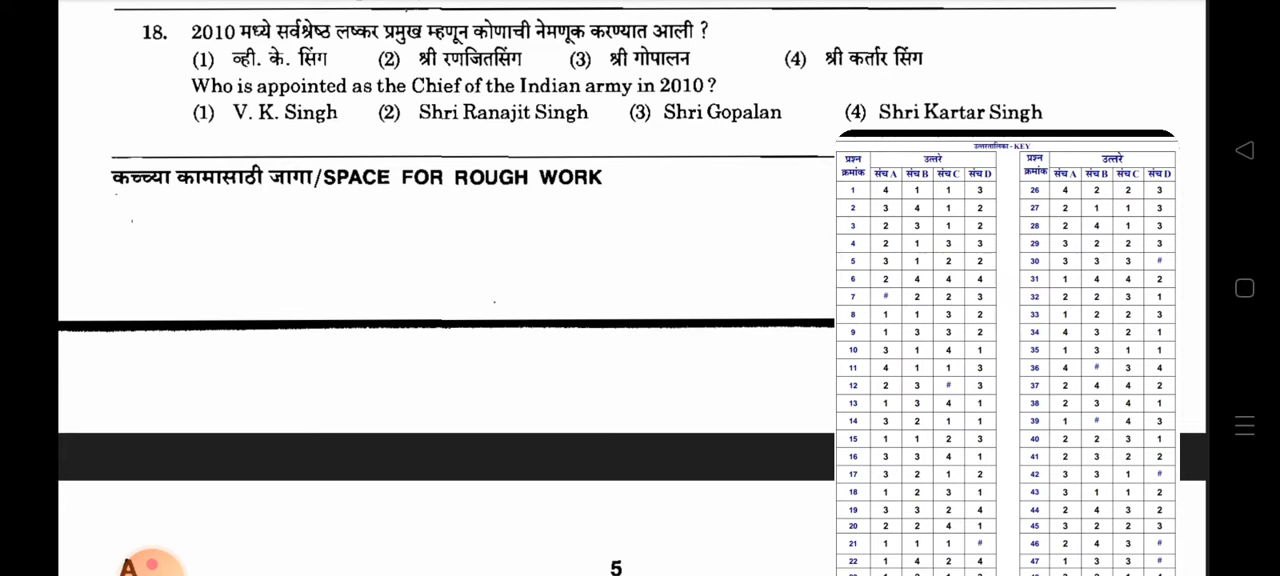 18. 2010 मध्ये सर्वश्रेष्ठ लष्कर प्रमुख म्हणून कोणाची नेमणूक करण्यात आली ?
(1) व्ही. के. सिंग (2) श्री रणजितसिंग (3) श्री गोपालन (4) श्री कर्तार सिंग
Who is appointed as the Chief of the Indian army in 2010 ?
(1) V. K. Singh (2) Shri Ranajit Singh (3) Shri Gopalan (4) Shri Kartar Singh
कच्च्या कामासाठी जागा/SPACE FOR ROUGH WORK
उत्तरतालिका - KEY
प्रश्न क्रमांक उत्तरे प्रश्न क्रमांक उत्तरे
संच A संच B संच C संच D संच A संच B संच C संच D
1 4 1 1 3 26 4 2 2 3
2 3 4 1 2 27 2 1 1 3
3 2 3 1 2 28 2 4 1 3
4 2 1 3 3 29 3 2 2 3
5 3 1 2 2 30 3 3 3 #
6 2 4 4 4 31 1 4 4 2
7 # 2 2 3 32 2 2 3 1
8 1 1 3 2 33 1 2 2 3
9 1 3 3 2 34 4 3 2 1
10 3 1 4 1 35 1 3 1 1
11 4 1 1 3 36 4 # 3 4
12 2 3 # 3 37 2 4 4 2
13 1 3 4 1 38 2 3 4 1
14 3 2 1 1 39 1 # 4 3
15 1 1 2 3 40 2 2 3 1
16 3 3 4 1 41 2 3 2 2
17 3 2 1 2 42 3 3 1 #
18 1 2 3 1 43 3 1 1 2
19 3 3 2 4 44 2 4 3 2
20 2 2 4 1 45 3 2 2 3
21 1 1 1 # 46 2 4 3 #
22 1 4 2 4 47 1 3 3 #
A 5